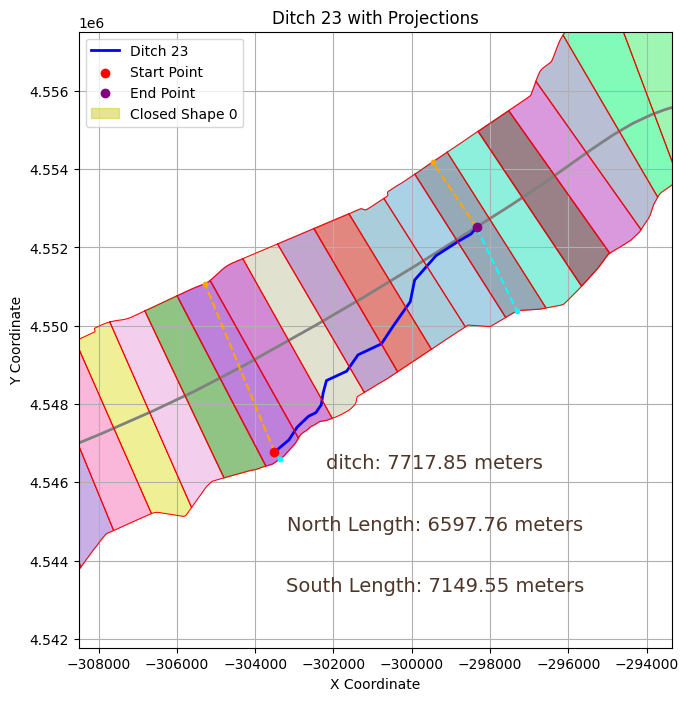 Ditch 23 with Projections
1e6
Ditch 23
Start Point
End Point
Closed Shape 0
4.556
4.554
4.552
4.550
4.548
4.546
4.544
4.542
Y Coordinate
ditch: 7717.85 meters
North Length: 6597.76 meters
South Length: 7149.55 meters
−308000 −306000 −304000 −302000 −300000 −298000 −296000 −294000
X Coordinate